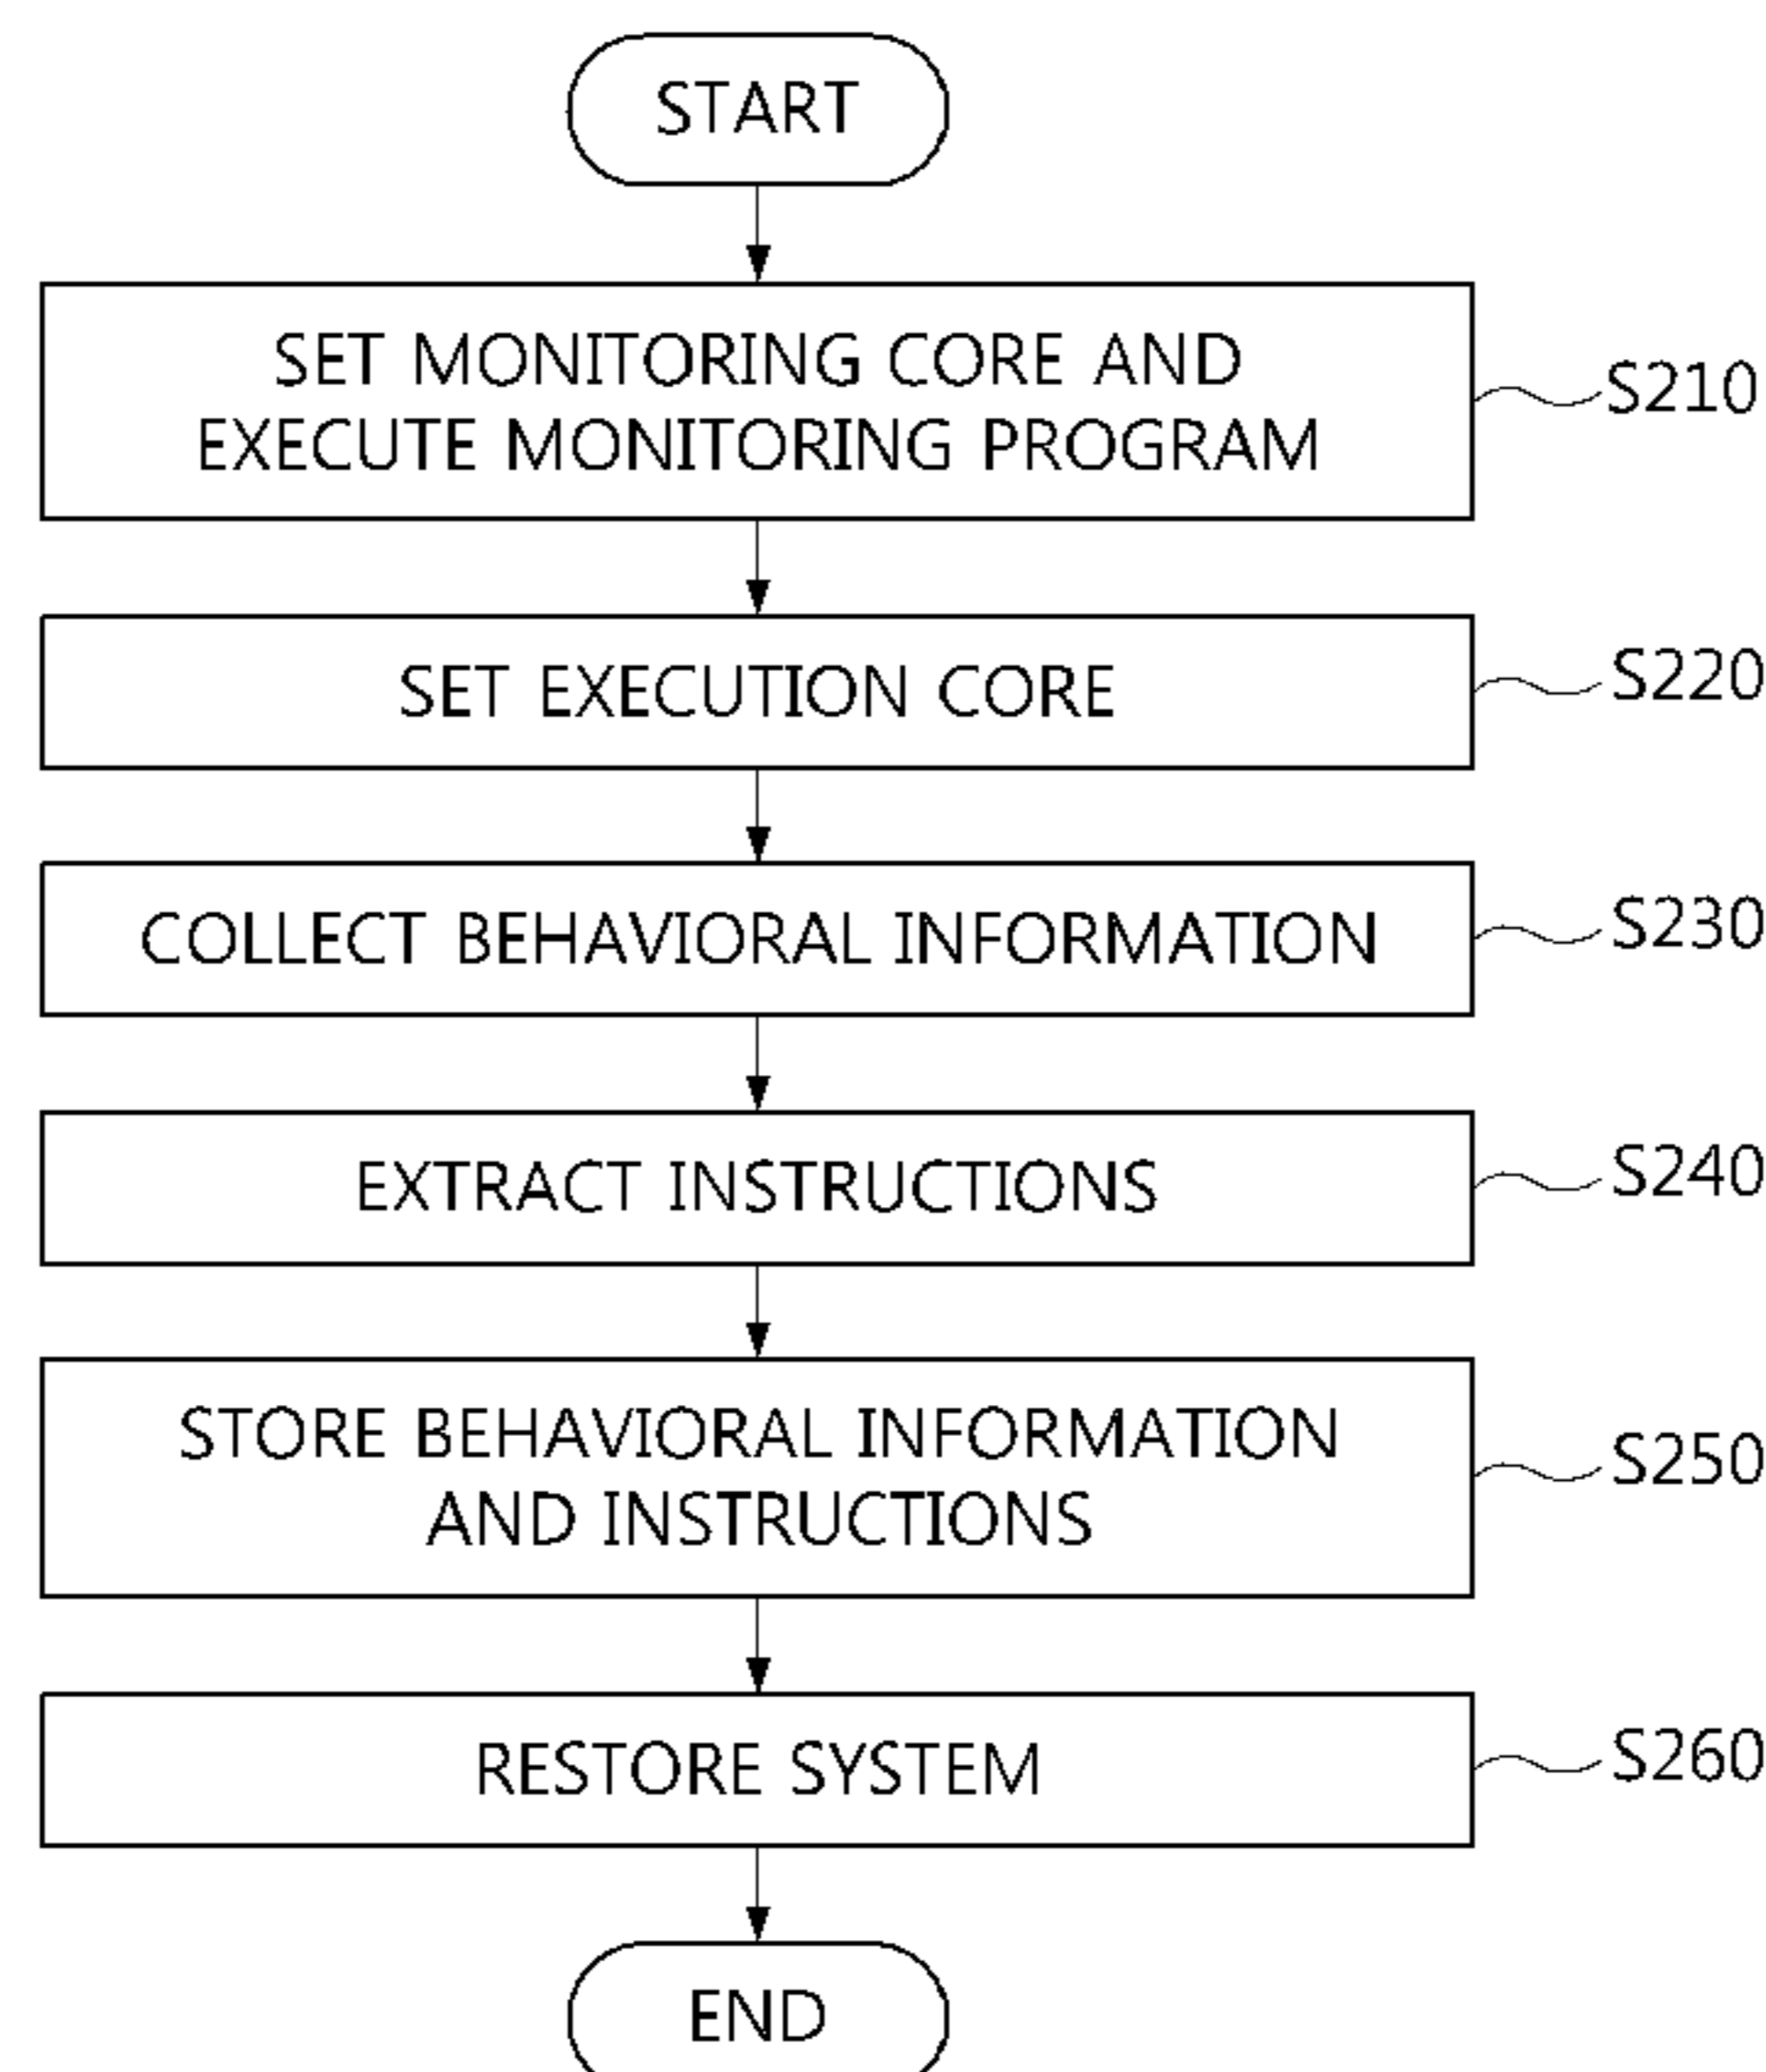 START
SET MONITORING CORE AND
EXECUTE MONITORING PROGRAM
S210
SET EXECUTION CORE
S220
COLLECT BEHAVIORAL INFORMATION
S230
EXTRACT INSTRUCTIONS
S240
STORE BEHAVIORAL INFORMATION
AND INSTRUCTIONS
S250
RESTORE SYSTEM
S260
END